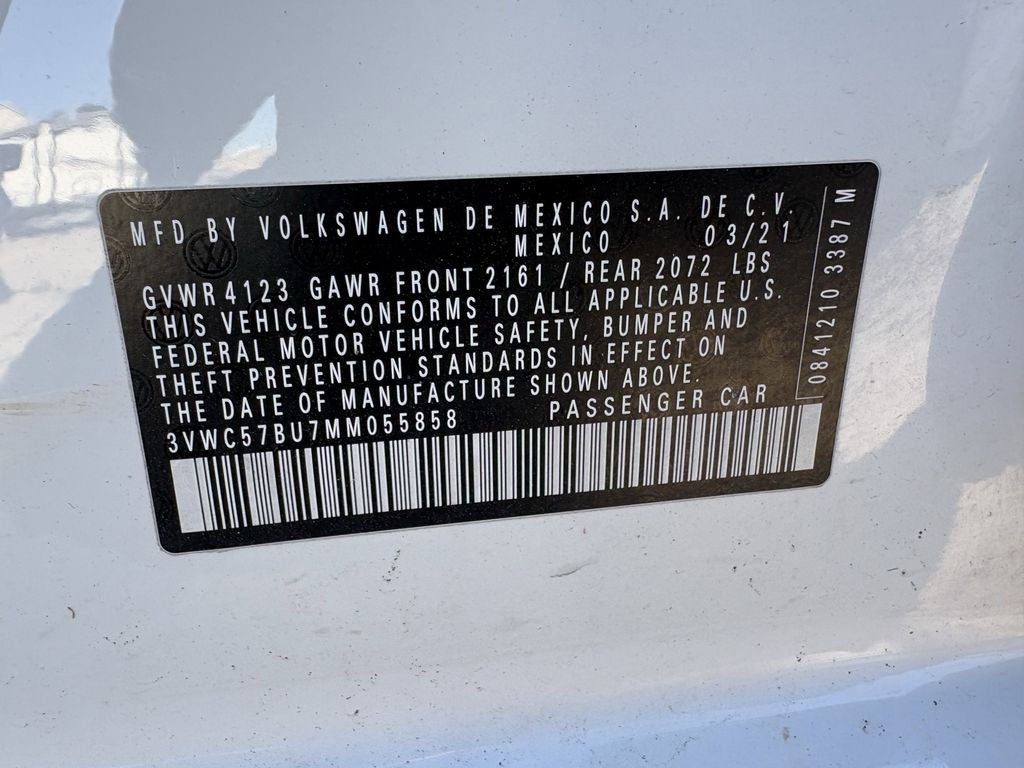 MFD BY VOLKSWAGEN DE MEXICO S.A. DE C.V.
MEXICO 03/21
GVWR 4123 GAWR FRONT 2161 / REAR 2072 LBS
THIS VEHICLE CONFORMS TO ALL APPLICABLE U.S.
FEDERAL MOTOR VEHICLE SAFETY, BUMPER AND
THEFT PREVENTION STANDARDS IN EFFECT ON
THE DATE OF MANUFACTURE SHOWN ABOVE.
3VWC57BU7MM055858 PASSENGER CAR
0841210 3387 M